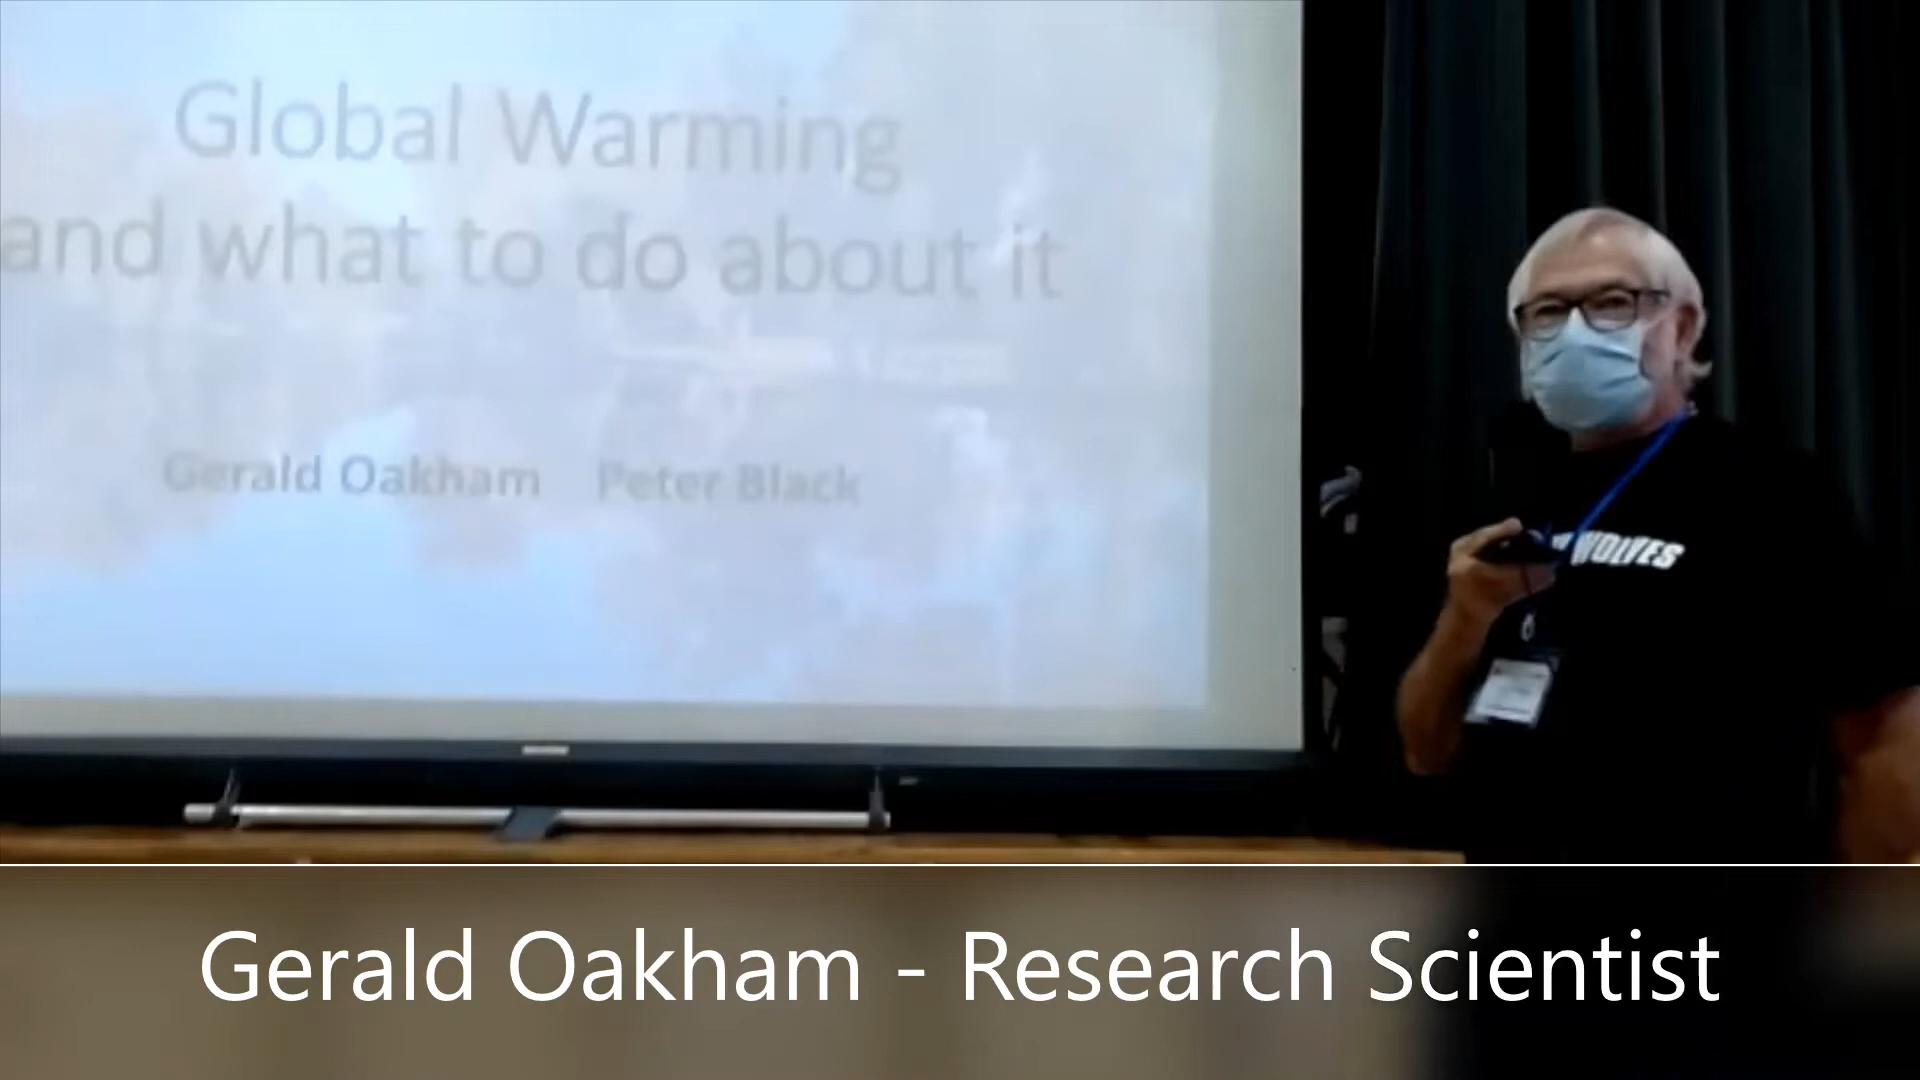 Global Warming
and what to do about it
Gerald Oakham Peter Black
WOLVES
Gerald Oakham - Research Scientist